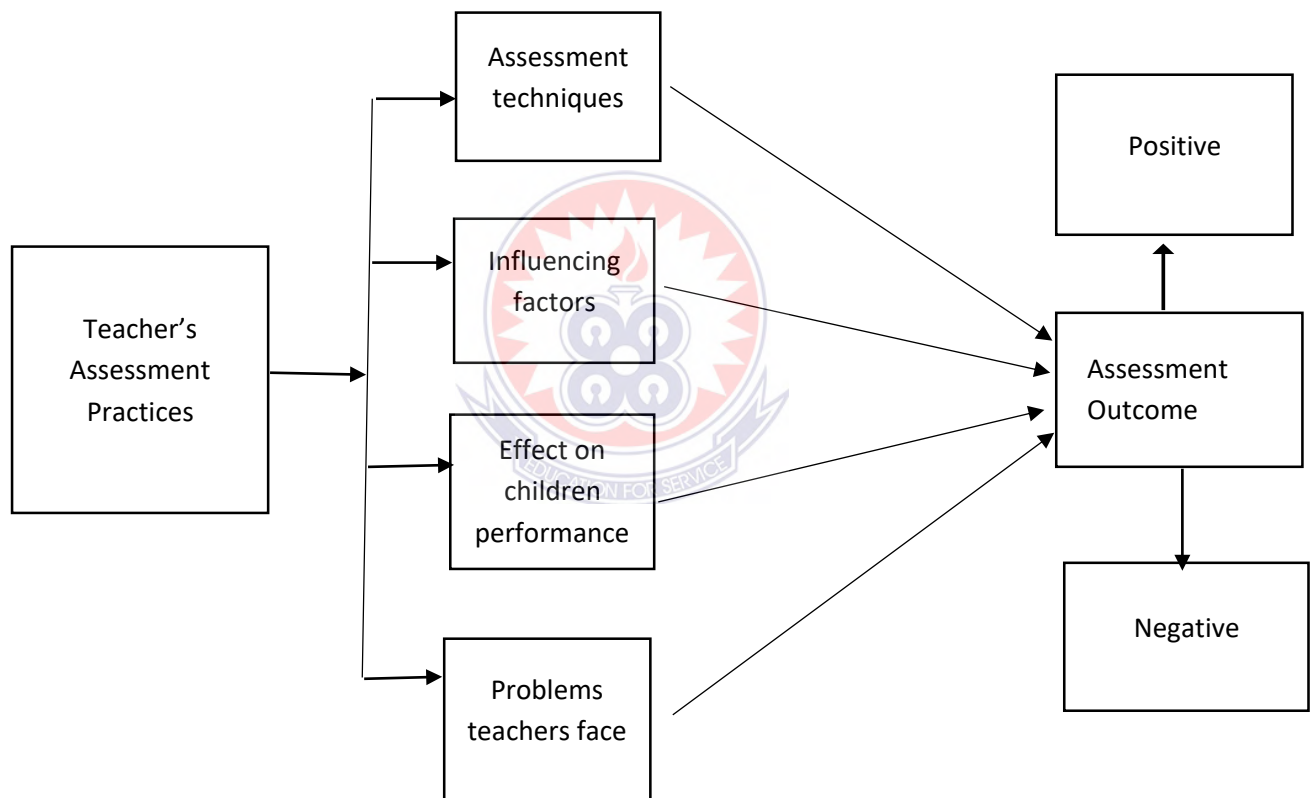 Assessment
techniques
Positive
Influencing
factors
Teacher’s
Assessment
Practices
Assessment
Outcome
Effect on
children
performance
EDUCATION FOR SERVICE
Negative
Problems
teachers face